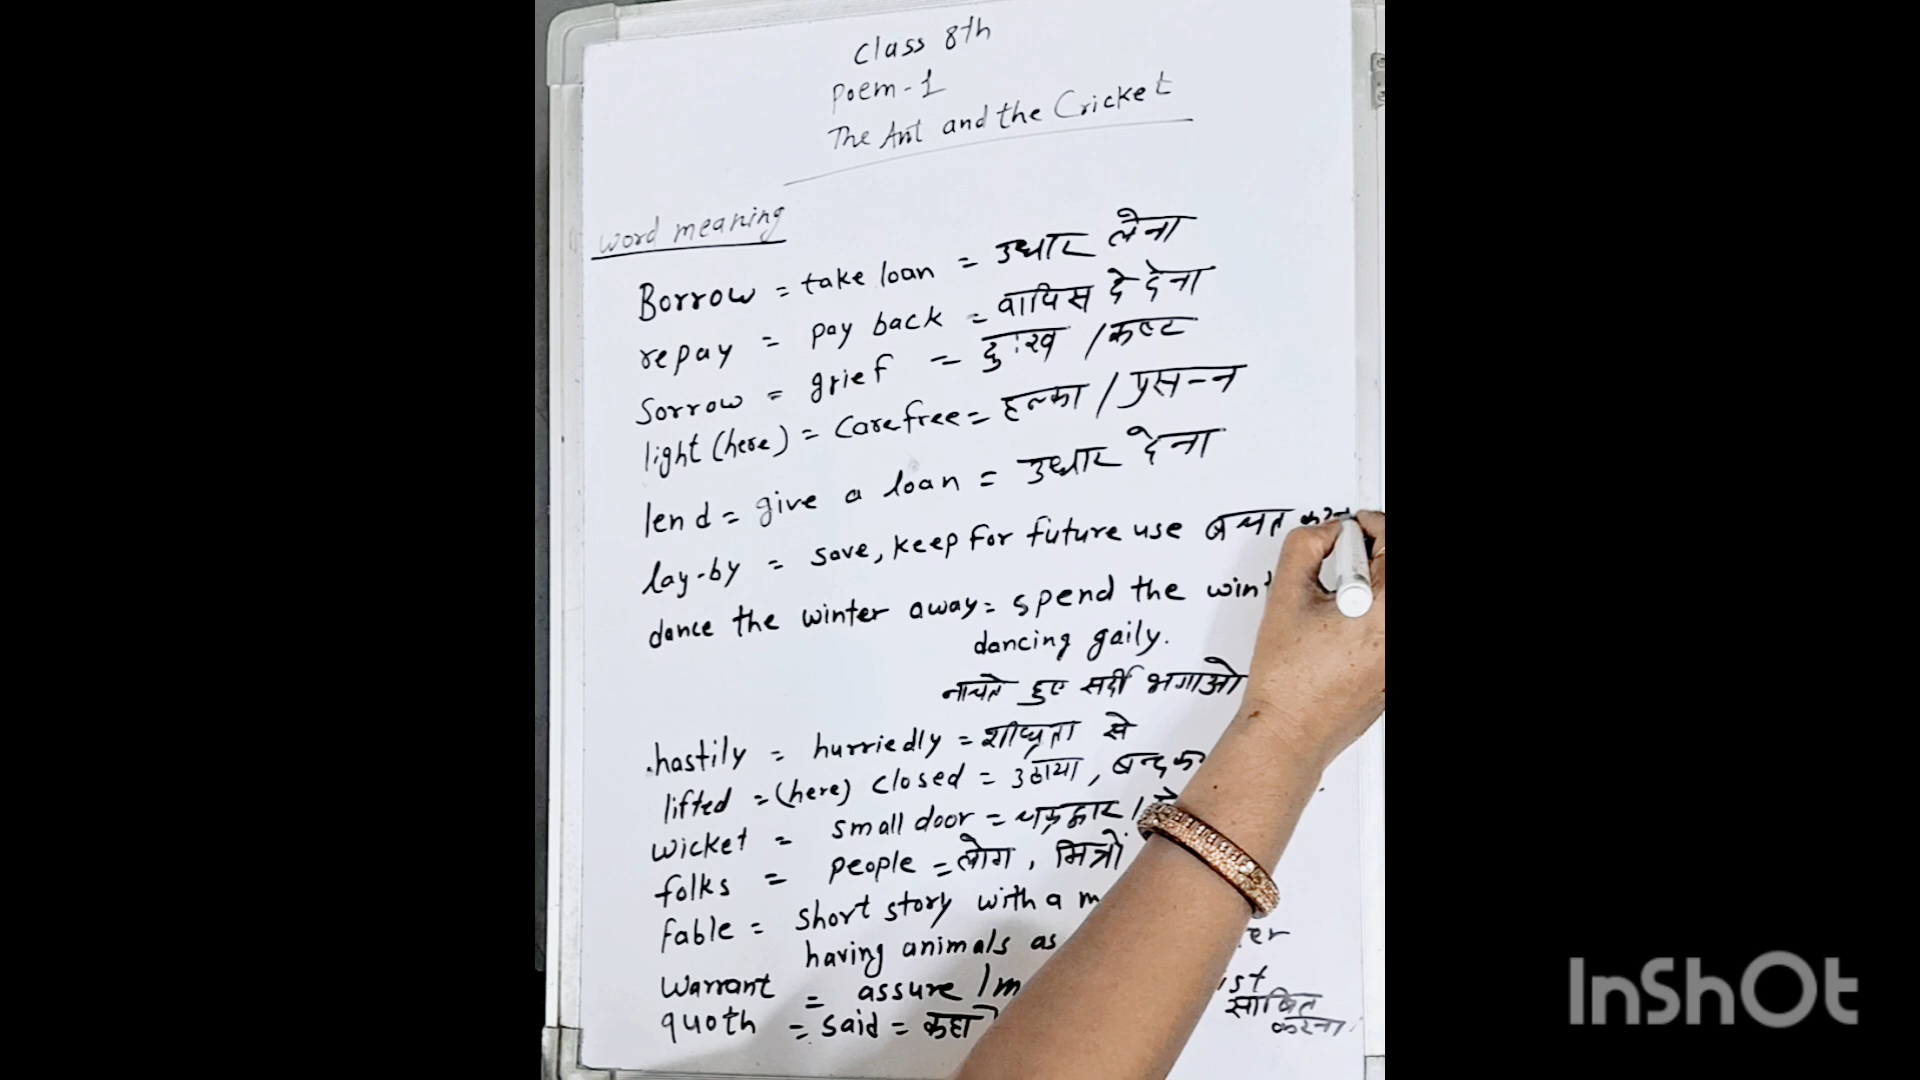 Class 8th
Poem-1
The Ant and the Cricket
word meaning
Borrow = take loan = उधार लेना
repay = pay back = वापिस दे देना
Sorrow = grief = दुःख / कष्ट
light (here) = carefree = हल्का / प्रसन्न
lend = give a loan = उधार देना
lay-by = save, keep for future use बचत
dance the winter away = spend the
dancing gaily.
नाचते हुए सर्दी भगाओ
hastily = hurriedly = शीघ्रता से
lifted = (here) closed = उठाया, बन्द
wicket = small door =
folks = people = लोग, मित्रों
fable = short story with a
having animals as
warrant = assure /
साबित
करना
quoth = said = कहा
InShOt